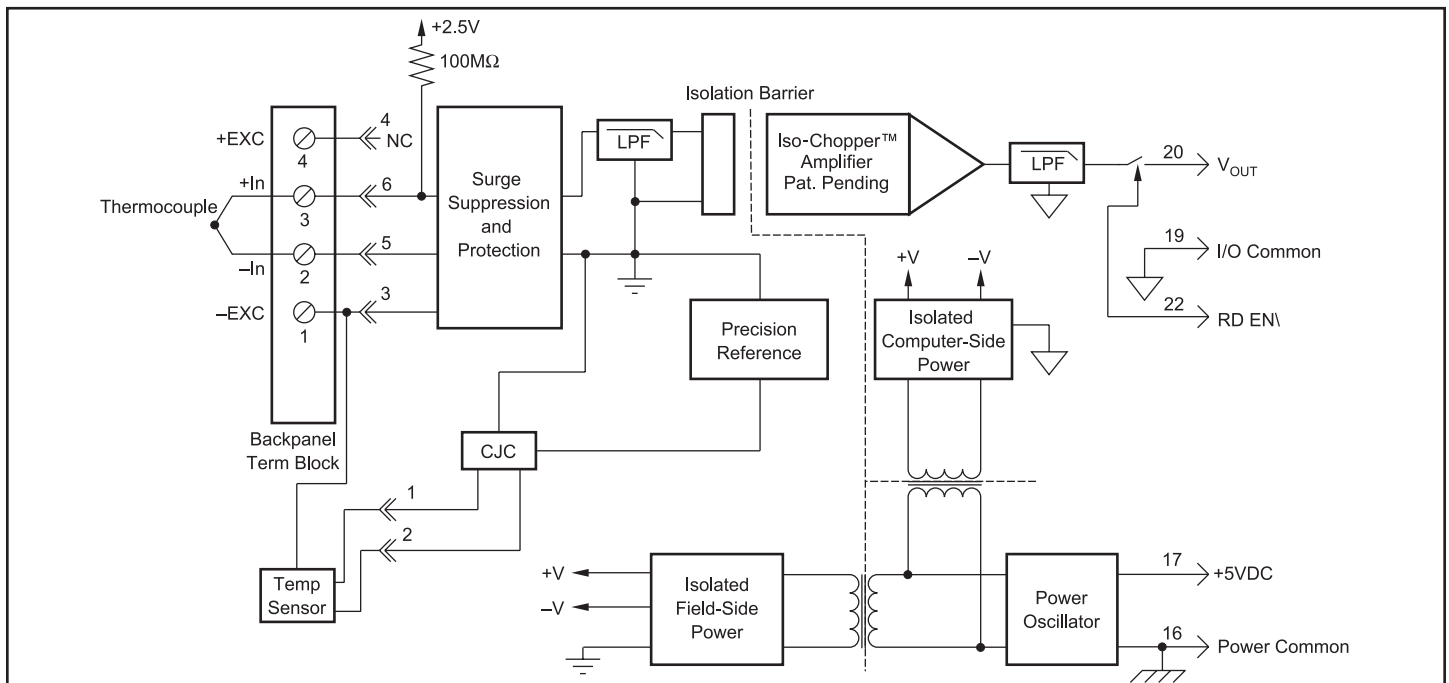 +2.5V
100MΩ
Isolation Barrier
+EXC
4
4
NC
+In
3
6
Thermocouple
–In
2
5
–EXC
1
3
Surge
Suppression
and
Protection
LPF
Iso-Chopper™
Amplifier
Pat. Pending
LPF
20
VOUT
19
I/O Common
22
RD EN\
+V
–V
Isolated
Computer-Side
Power
Precision
Reference
Backpanel
Term Block
CJC
1
2
Temp
Sensor
+V
–V
Isolated
Field-Side
Power
Power
Oscillator
17
+5VDC
16
Power Common